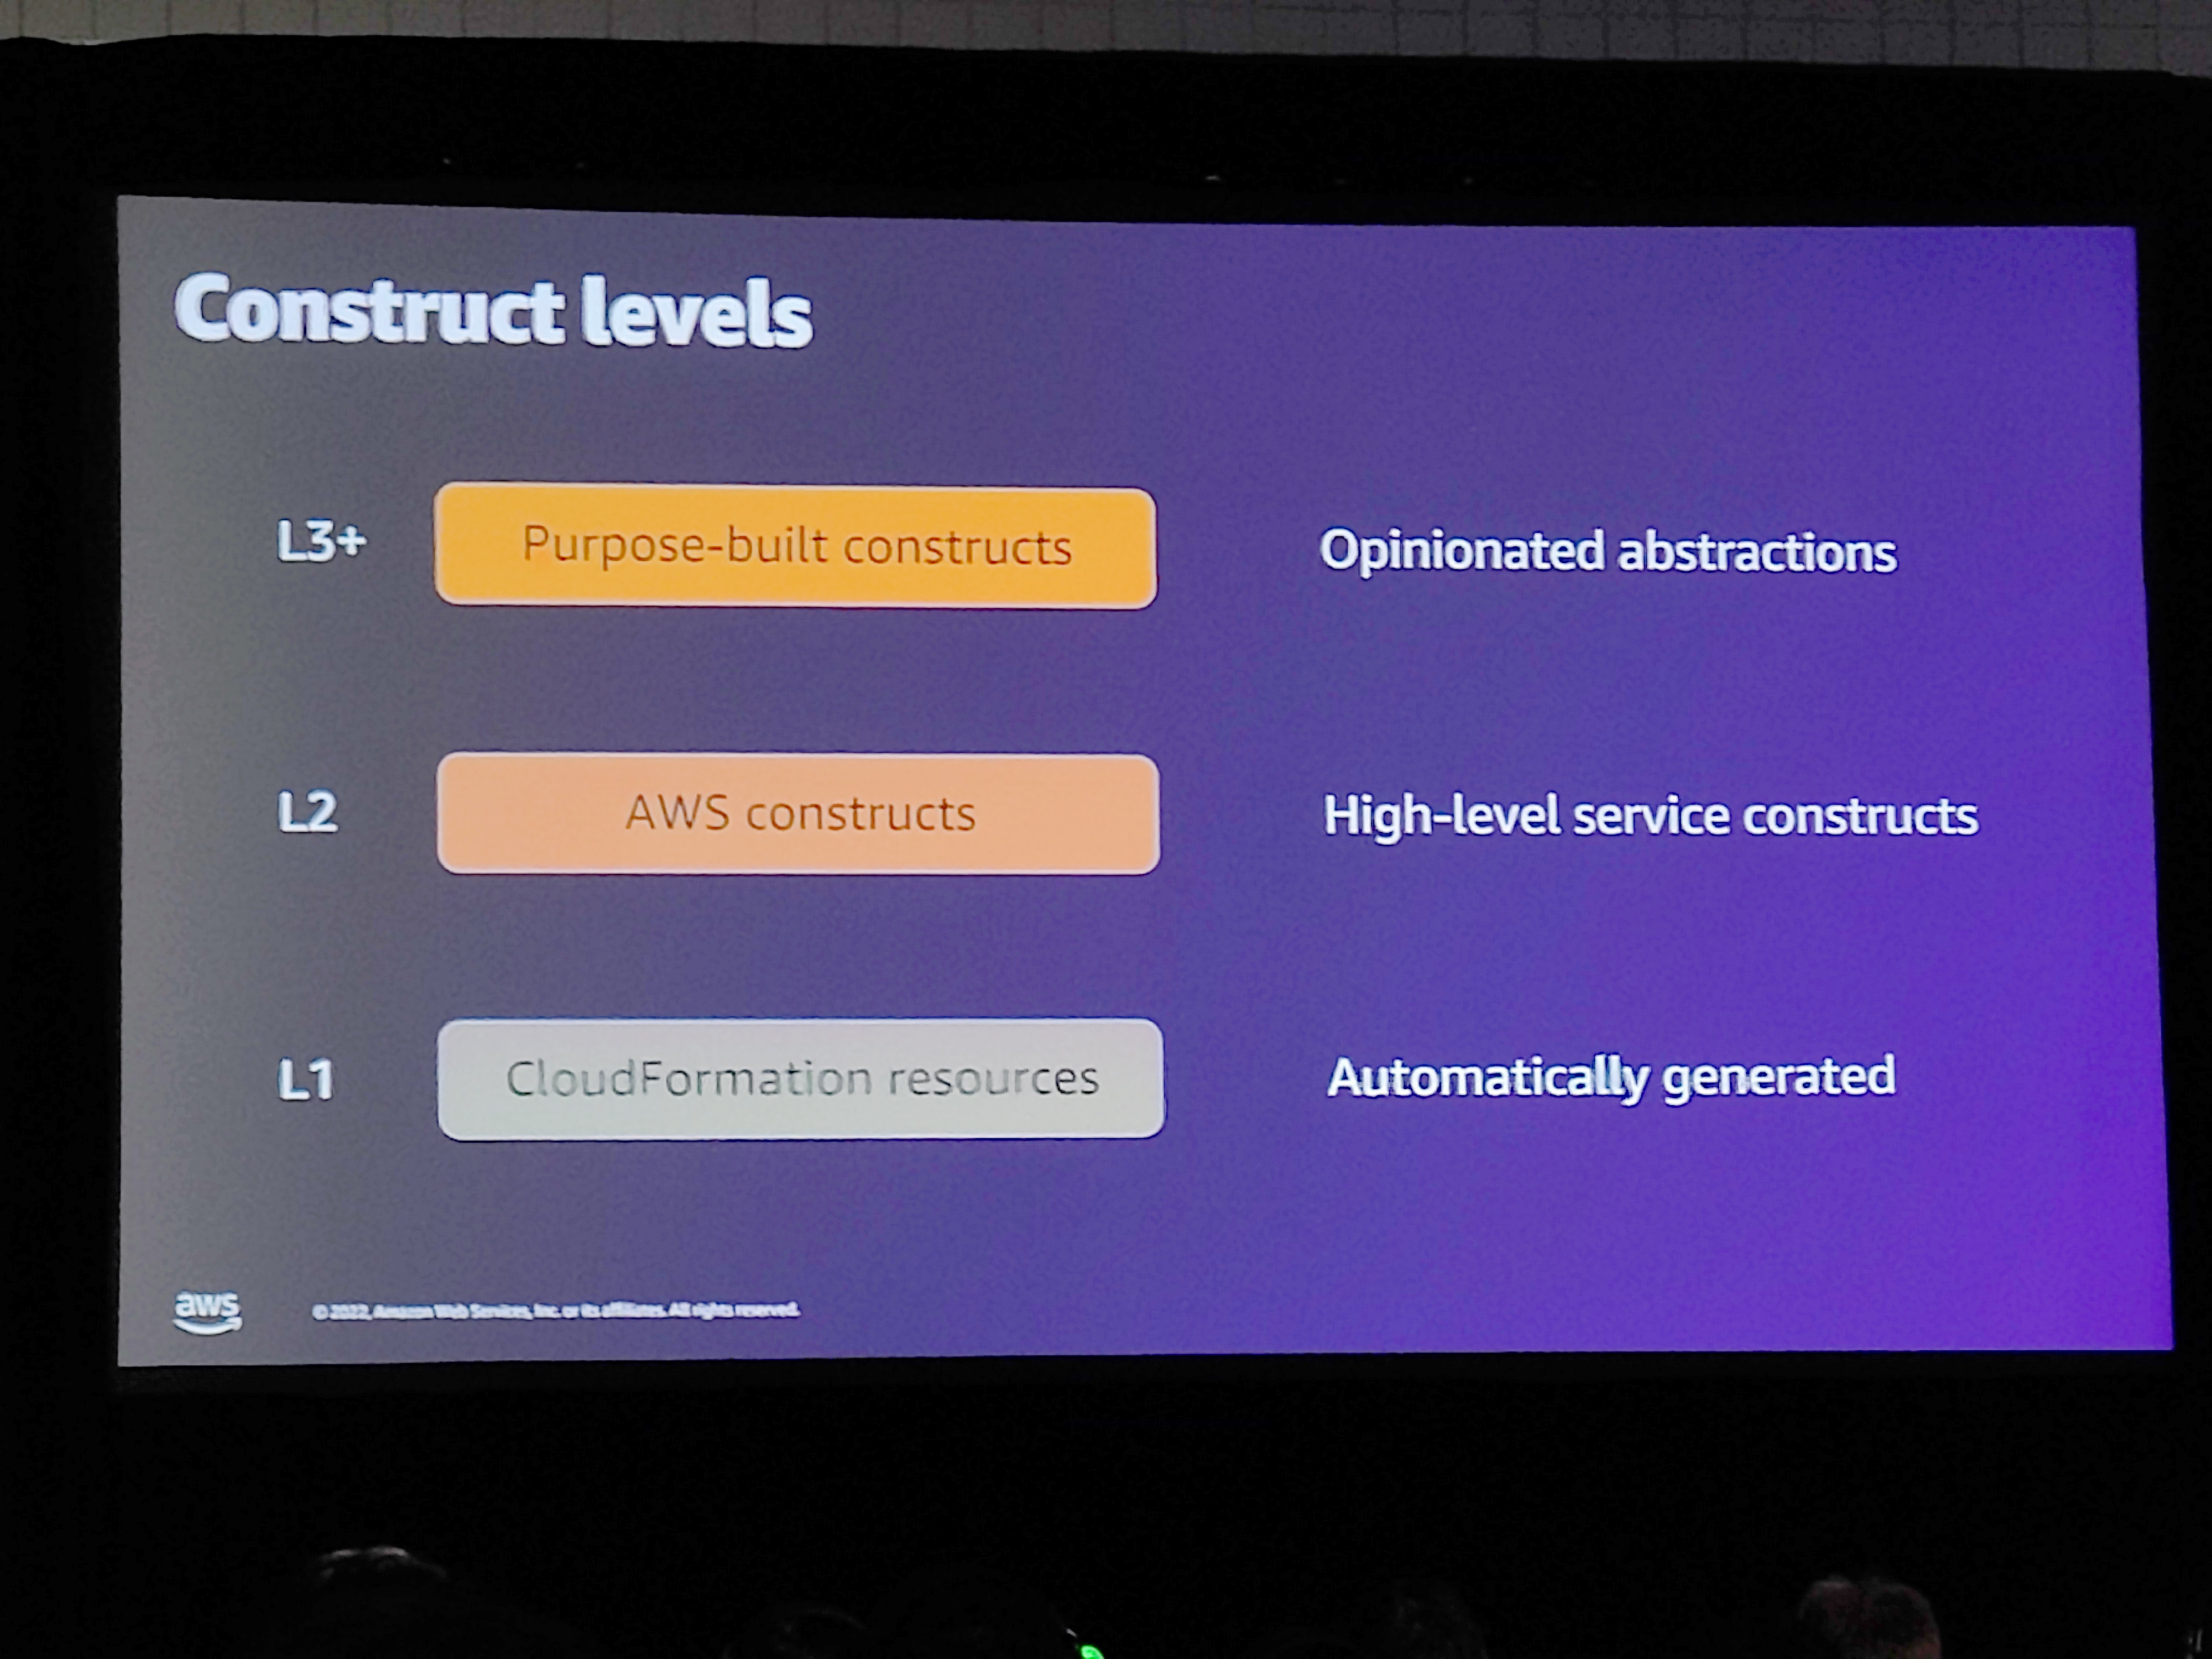 Construct levels
L3+ Purpose-built constructs Opinionated abstractions
L2 AWS constructs High-level service constructs
L1 CloudFormation resources Automatically generated
aws © 2022, Amazon Web Services, Inc. or its affiliates. All rights reserved.